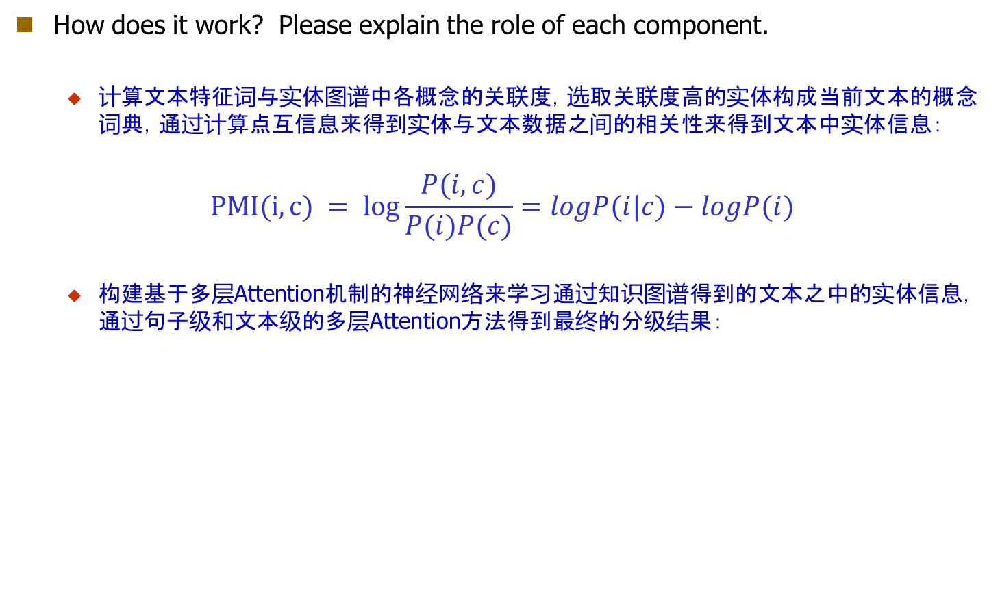 How does it work? Please explain the role of each component.
计算文本特征词与实体图谱中各概念的关联度，选取关联度高的实体构成当前文本的概念
词典，通过计算点互信息来得到实体与文本数据之间的相关性来得到文本中实体信息：
PMI(i, c) = log P(i, c) / P(i)P(c) = logP(i|c) − logP(i)
构建基于多层Attention机制的神经网络来学习通过知识图谱得到的文本之中的实体信息，
通过句子级和文本级的多层Attention方法得到最终的分级结果：